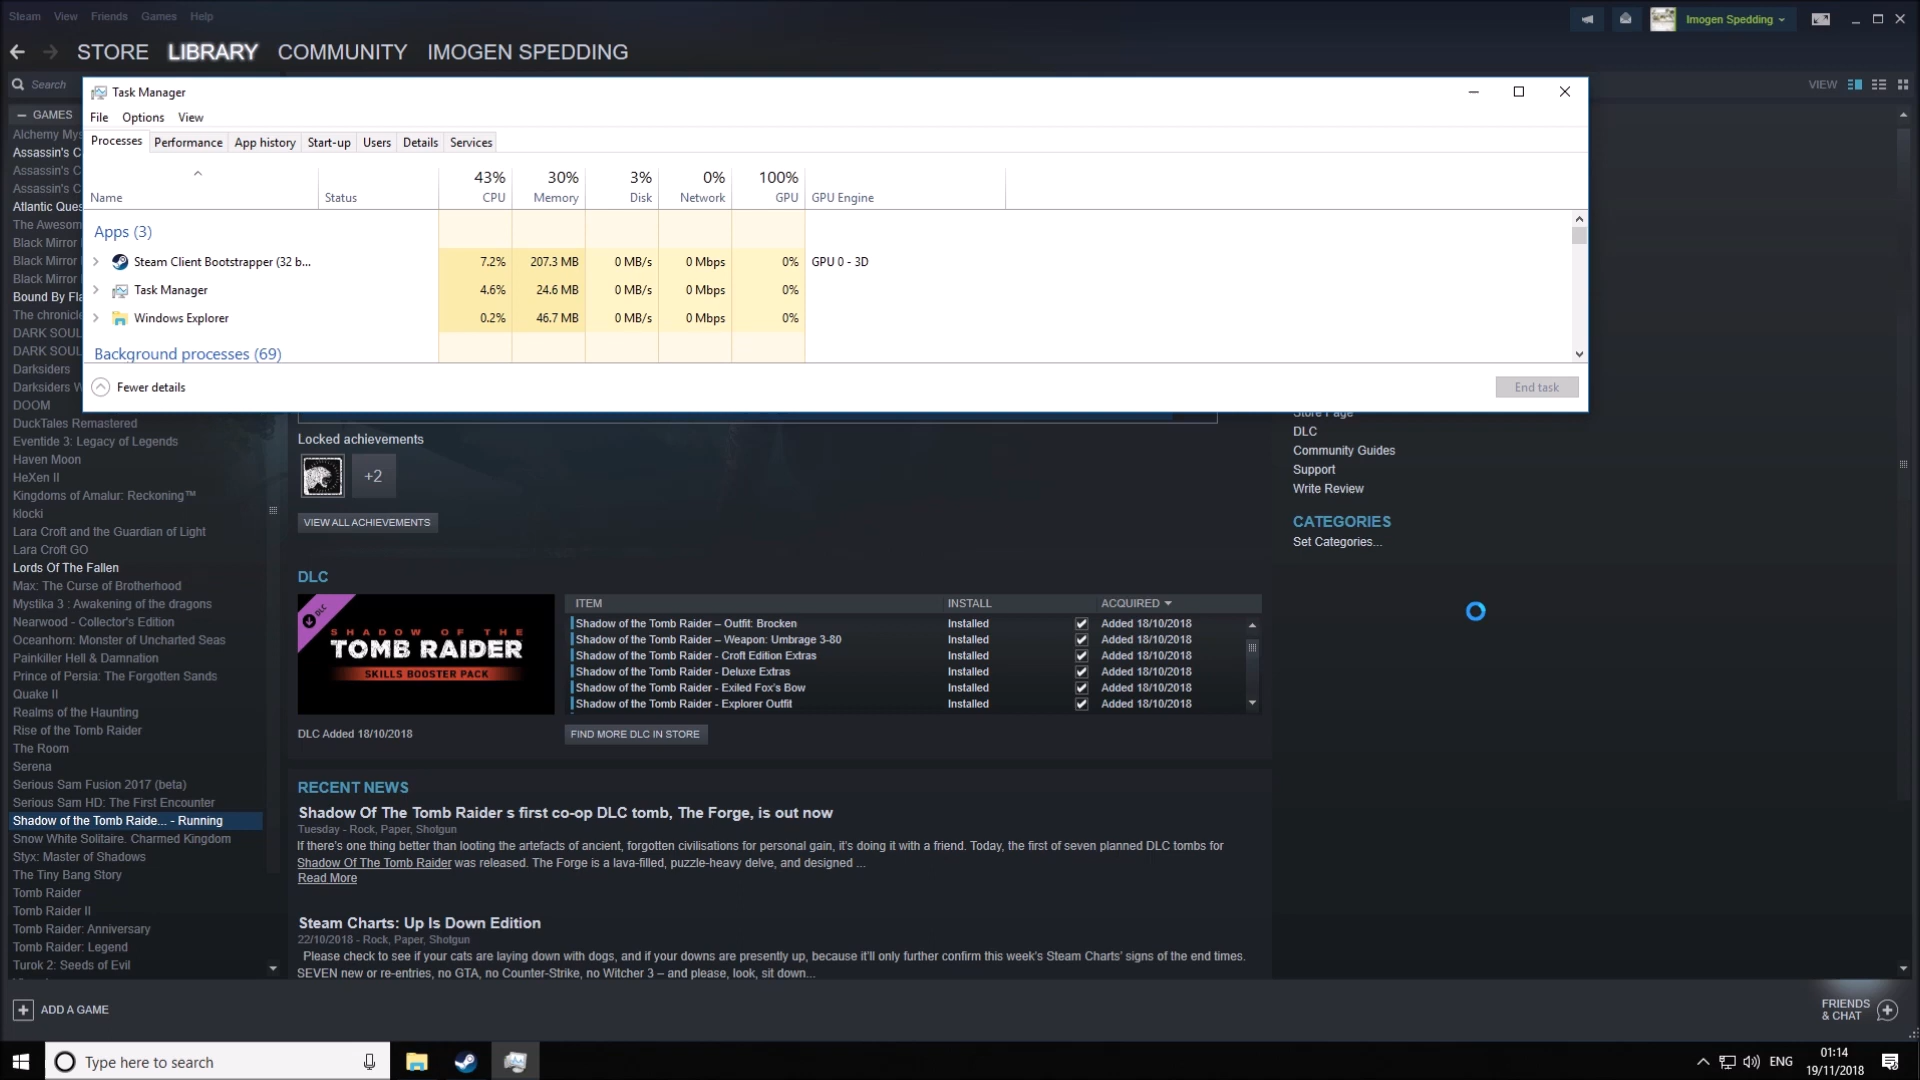 Steam View Friends Games Help
Imogen Spedding
STORE LIBRARY COMMUNITY IMOGEN SPEDDING
Search
VIEW
Task Manager
File Options View
Processes Performance App history Start-up Users Details Services
43% 30% 3% 0% 100%
Name Status CPU Memory Disk Network GPU GPU Engine
Apps (3)
Steam Client Bootstrapper (32 b... 7.2% 207.3 MB 0 MB/s 0 Mbps 0% GPU 0 - 3D
Task Manager 4.6% 24.6 MB 0 MB/s 0 Mbps 0%
Windows Explorer 0.2% 46.7 MB 0 MB/s 0 Mbps 0%
Background processes (69)
Fewer details
End task
GAMES
Alchemy Mys
Assassin's C
Assassin's C
Assassin's C
Atlantic Ques
The Awesom
Black Mirror
Black Mirror
Black Mirror
Bound By Fla
The chronicle
DARK SOUL
DARK SOUL
Darksiders
Darksiders W
DOOM
DuckTales Remastered
Eventide 3: Legacy of Legends
Haven Moon
HeXen II
Kingdoms of Amalur: Reckoning™
klocki
Lara Croft and the Guardian of Light
Lara Croft GO
Lords Of The Fallen
Max: The Curse of Brotherhood
Mystika 3 : Awakening of the dragons
Nearwood - Collector's Edition
Oceanhorn: Monster of Uncharted Seas
Painkiller Hell & Damnation
Prince of Persia: The Forgotten Sands
Quake II
Realms of the Haunting
Rise of the Tomb Raider
The Room
Serena
Serious Sam Fusion 2017 (beta)
Serious Sam HD: The First Encounter
Shadow of the Tomb Raide... - Running
Snow White Solitaire. Charmed Kingdom
Styx: Master of Shadows
The Tiny Bang Story
Tomb Raider
Tomb Raider II
Tomb Raider: Anniversary
Tomb Raider: Legend
Turok 2: Seeds of Evil
Locked achievements
+2
VIEW ALL ACHIEVEMENTS
DLC
DLC
SHADOW OF THE
TOMB RAIDER
SKILLS BOOSTER PACK
DLC Added 18/10/2018
ITEM INSTALL ACQUIRED
Shadow of the Tomb Raider – Outfit: Brocken Installed Added 18/10/2018
Shadow of the Tomb Raider – Weapon: Umbrage 3-80 Installed Added 18/10/2018
Shadow of the Tomb Raider - Croft Edition Extras Installed Added 18/10/2018
Shadow of the Tomb Raider - Deluxe Extras Installed Added 18/10/2018
Shadow of the Tomb Raider - Exiled Fox's Bow Installed Added 18/10/2018
Shadow of the Tomb Raider - Explorer Outfit Installed Added 18/10/2018
FIND MORE DLC IN STORE
RECENT NEWS
Shadow Of The Tomb Raider s first co-op DLC tomb, The Forge, is out now
Tuesday - Rock, Paper, Shotgun
If there's one thing better than looting the artefacts of ancient, forgotten civilisations for personal gain, it's doing it with a friend. Today, the first of seven planned DLC tombs for
Shadow Of The Tomb Raider was released. The Forge is a lava-filled, puzzle-heavy delve, and designed ...
Read More
Steam Charts: Up Is Down Edition
22/10/2018 - Rock, Paper, Shotgun
Please check to see if your cats are laying down with dogs, and if your downs are presently up, because it'll only further confirm this week's Steam Charts' signs of the end times.
SEVEN new or re-entries, no GTA, no Counter-Strike, no Witcher 3 – and please, look, sit down...
Store Page
DLC
Community Guides
Support
Write Review
CATEGORIES
Set Categories...
ADD A GAME
FRIENDS
& CHAT
Type here to search
ENG
01:14
19/11/2018